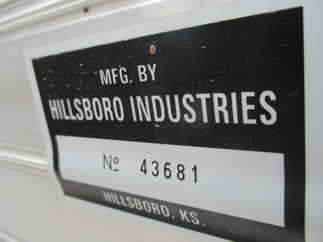 MFG. BY
HILLSBORO INDUSTRIES
Nº 43681
HILLSBORO, KS.